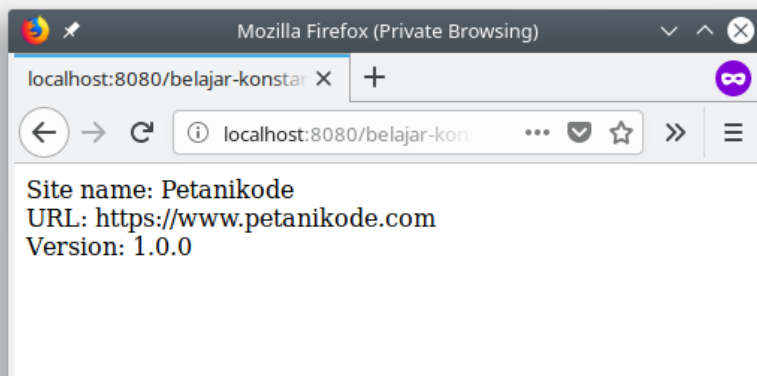 Mozilla Firefox (Private Browsing)
localhost:8080/belajar-konstan
localhost:8080/belajar-kon
Site name: Petanikode
URL: https://www.petanikode.com
Version: 1.0.0